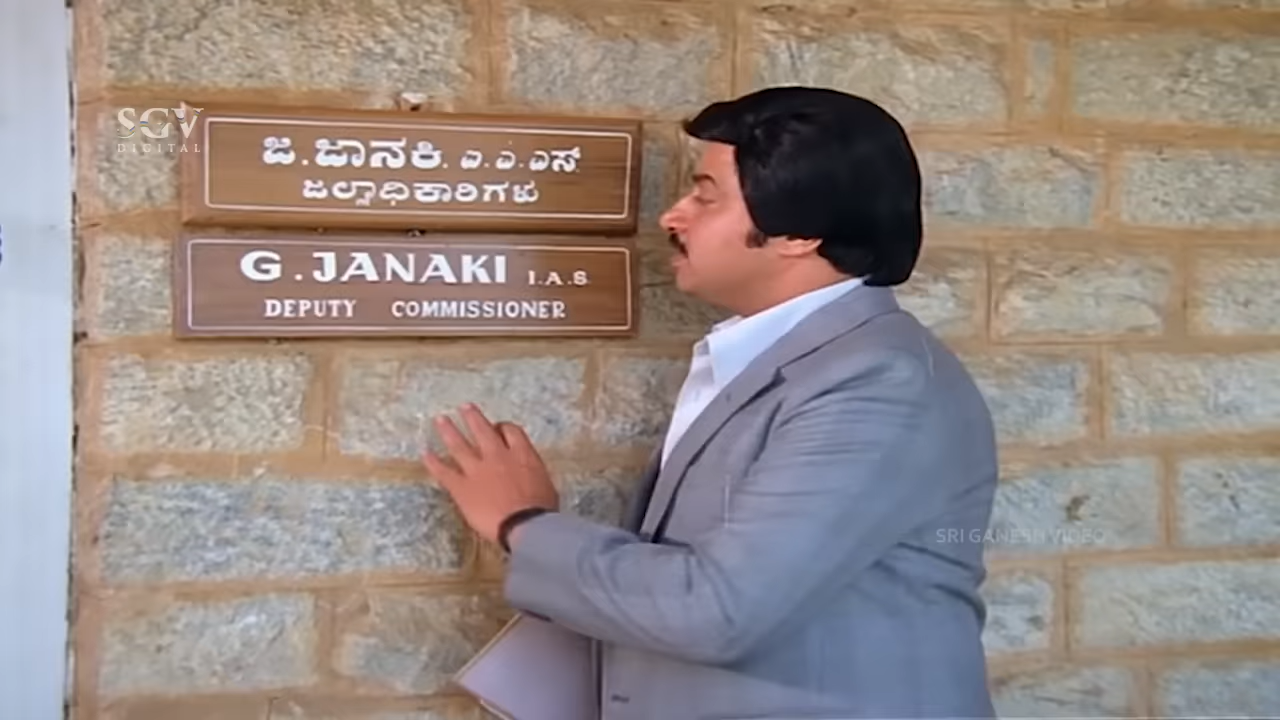 SGV
DIGITAL
ಜಿ. ಜಾನಕಿ. ಐ.ಎ.ಎಸ್.
ಜಿಲ್ಲಾಧಿಕಾರಿಗಳು
G. JANAKI I.A.S.
DEPUTY COMMISSIONER
SRI GANESH VIDEO